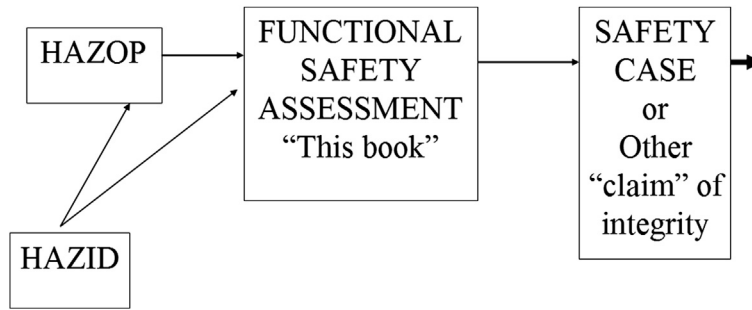 HAZOP
HAZID
FUNCTIONAL
SAFETY
ASSESSMENT
“This book”
SAFETY
CASE
or
Other
“claim” of
integrity